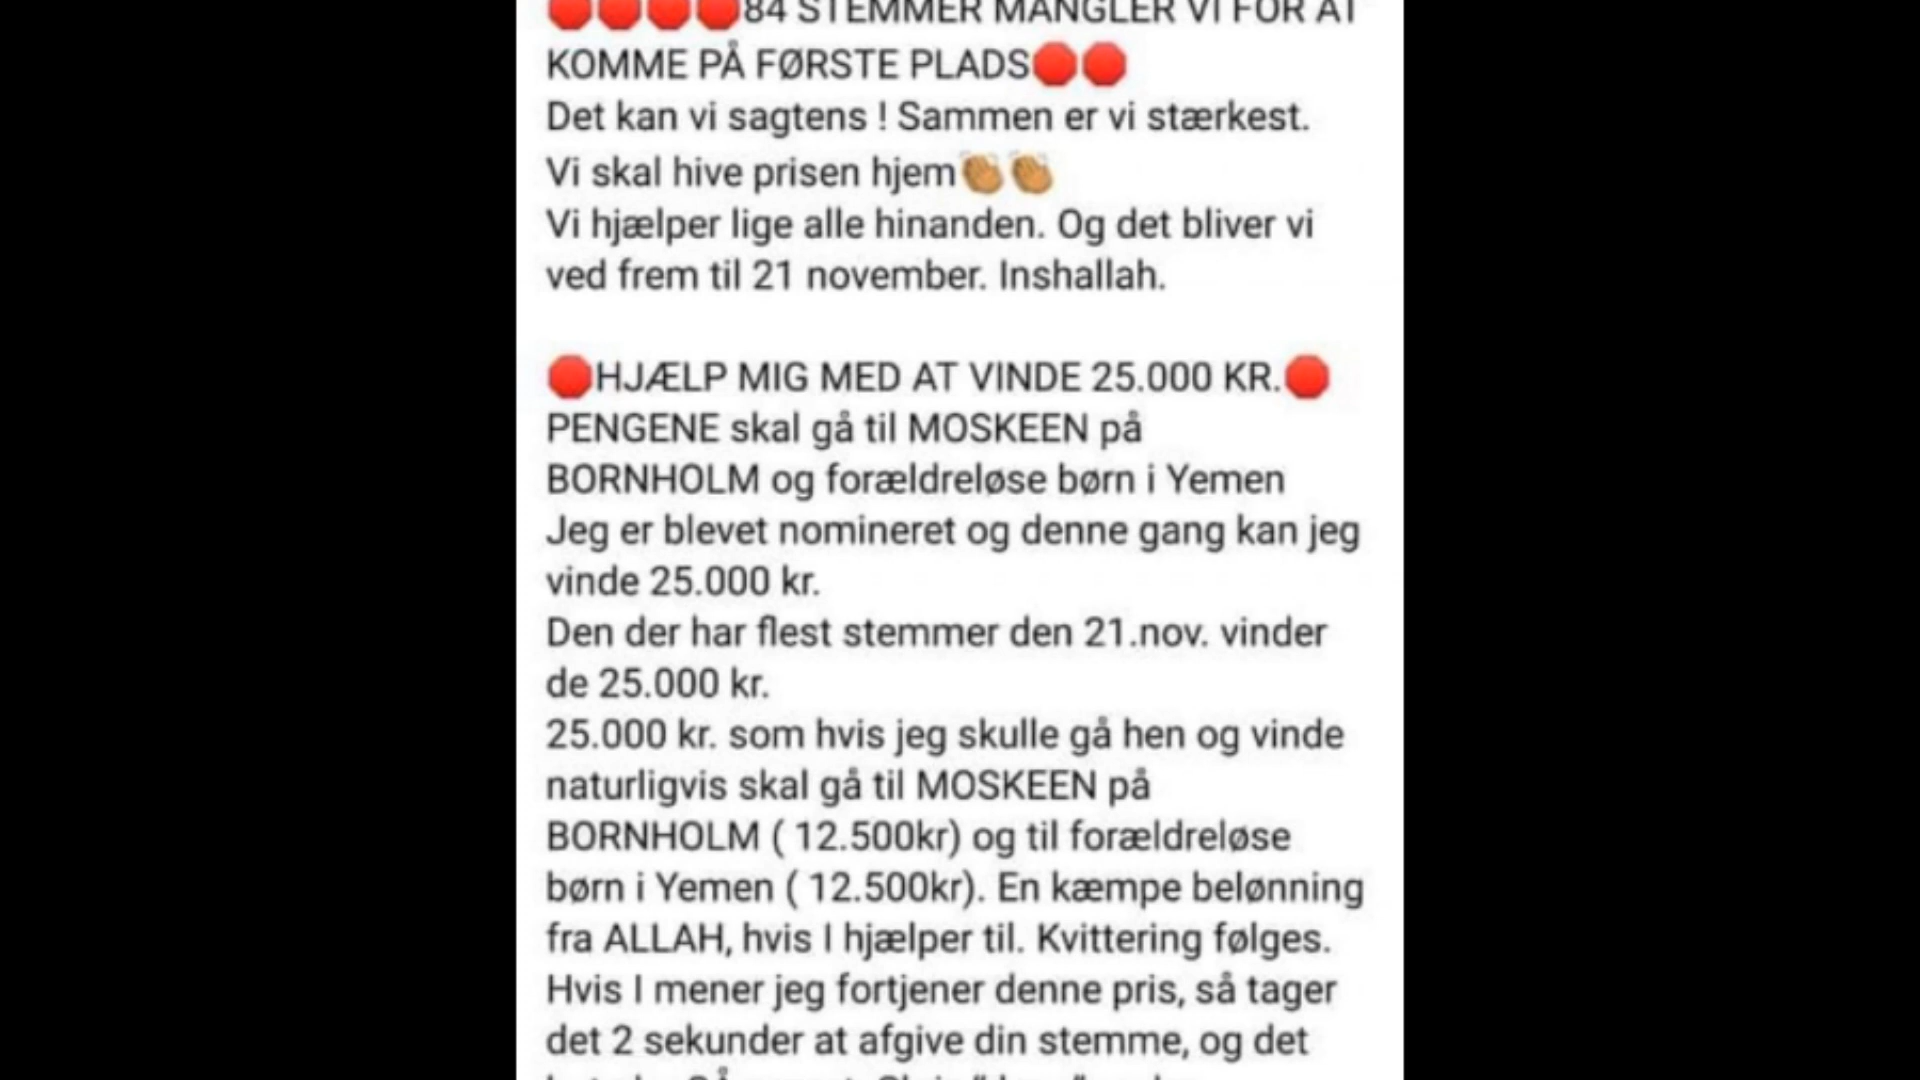 🛑🛑🛑🛑84 STEMMER MANGLER VI FOR AT
KOMME PÅ FØRSTE PLADS🛑🛑
Det kan vi sagtens ! Sammen er vi stærkest.
Vi skal hive prisen hjem👏🏽👏🏽
Vi hjælper lige alle hinanden. Og det bliver vi
ved frem til 21 november. Inshallah.
🛑HJÆLP MIG MED AT VINDE 25.000 KR.🛑
PENGENE skal gå til MOSKEEN på
BORNHOLM og forældreløse børn i Yemen
Jeg er blevet nomineret og denne gang kan jeg
vinde 25.000 kr.
Den der har flest stemmer den 21.nov. vinder
de 25.000 kr.
25.000 kr. som hvis jeg skulle gå hen og vinde
naturligvis skal gå til MOSKEEN på
BORNHOLM ( 12.500kr) og til forældreløse
børn i Yemen ( 12.500kr). En kæmpe belønning
fra ALLAH, hvis I hjælper til. Kvittering følges.
Hvis I mener jeg fortjener denne pris, så tager
det 2 sekunder at afgive din stemme, og det